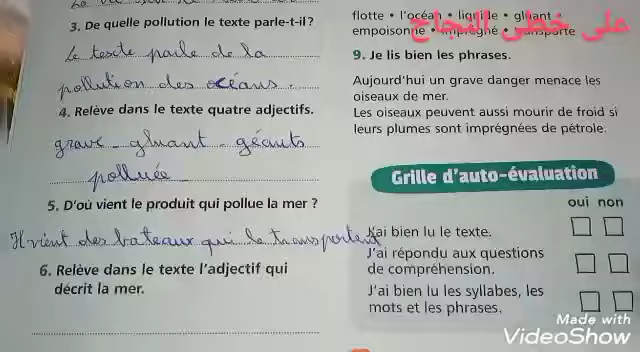 3. De quelle pollution le texte parle-t-il ?
Le texte parle de la
pollution des océans.
4. Relève dans le texte quatre adjectifs.
grave - gluant - géants
polluée
5. D'où vient le produit qui pollue la mer ?
Il vient des bateaux qui le transportent
6. Relève dans le texte l'adjectif qui
décrit la mer.
flotte • l'océan • liquide • gluant •
empoisonne • imprégné • transporte
على خطى النجاح
9. Je lis bien les phrases.
Aujourd'hui un grave danger menace les
oiseaux de mer.
Les oiseaux peuvent aussi mourir de froid si
leurs plumes sont imprégnées de pétrole.
Grille d'auto-évaluation
oui non
J'ai bien lu le texte.
J'ai répondu aux questions
de compréhension.
J'ai bien lu les syllabes, les
mots et les phrases.
Made with
VideoShow